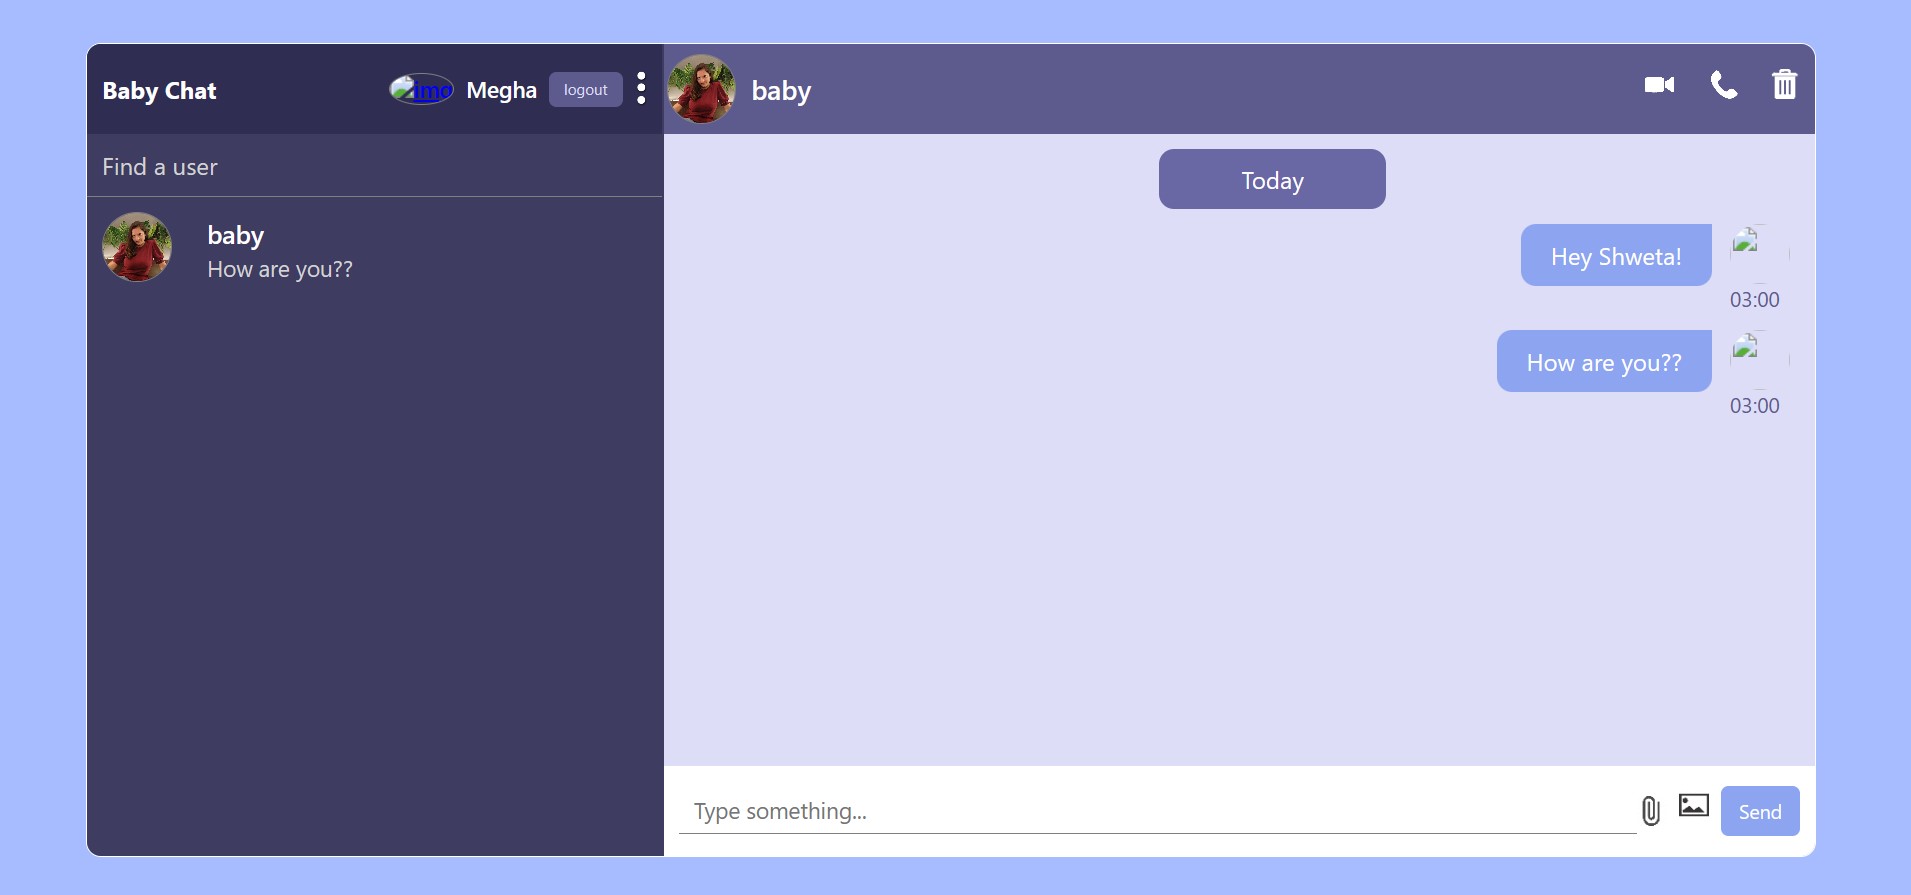 Baby Chat
img
Megha
logout
Find a user
baby
How are you??
baby
Today
Hey Shweta!
03:00
How are you??
03:00
Type something...
Send